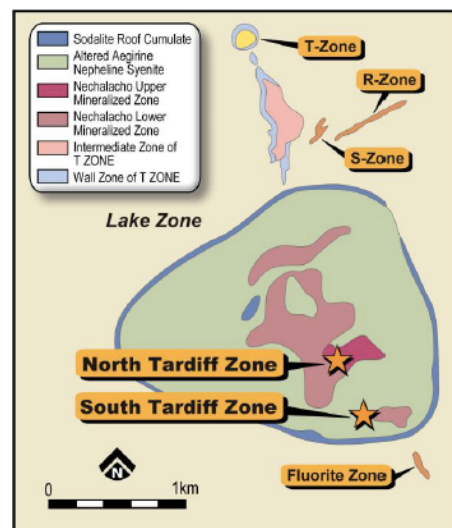 Sodalite Roof Cumulate
Altered Aegirine
Nepheline Syenite
Nechalacho Upper
Mineralized Zone
Nechalacho Lower
Mineralized Zone
Intermediate Zone of
T ZONE
Wall Zone of T ZONE
T-Zone
R-Zone
S-Zone
Lake Zone
North Tardiff Zone
South Tardiff Zone
Fluorite Zone
N
0 1km